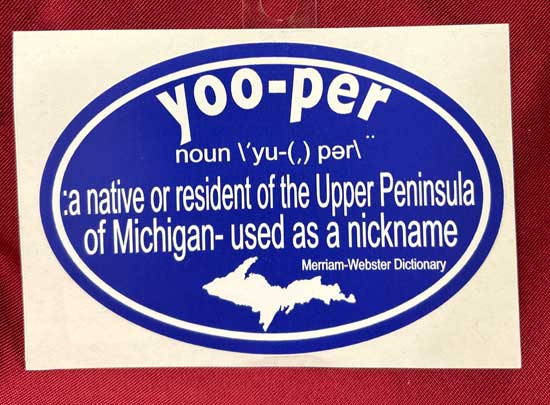 yoo-per
noun \'yu-(,) pər\ ¨
:a native or resident of the Upper Peninsula
of Michigan- used as a nickname
Merriam-Webster Dictionary